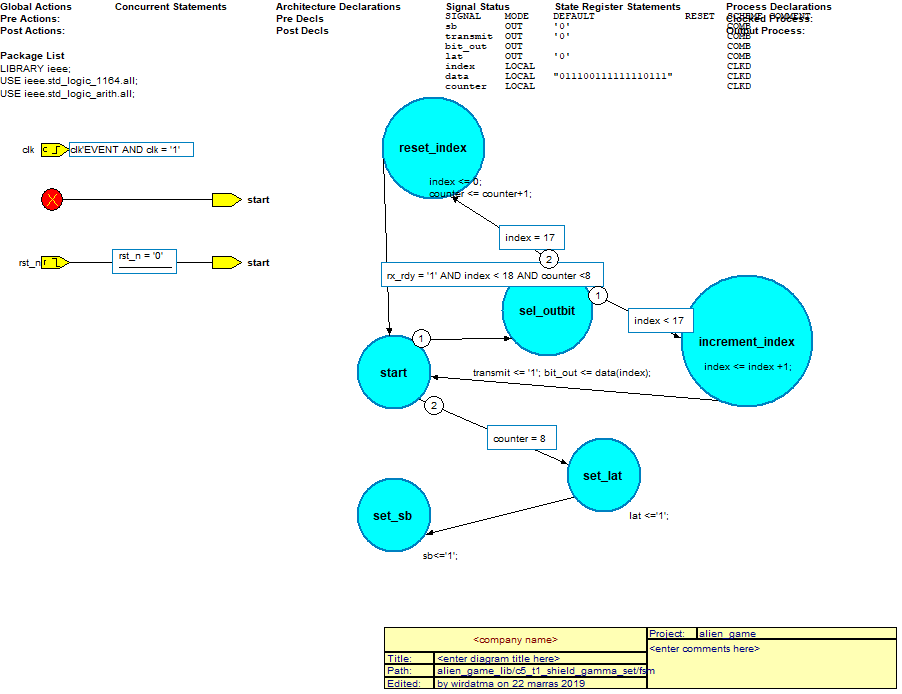 Global Actions
Pre Actions:
Post Actions:
Concurrent Statements
Architecture Declarations
Pre Decls
Post Decls
Signal Status
SIGNAL MODE DEFAULT RESET SCHEME COMMENT
sb OUT '0' COMB
transmit OUT '0' COMB
bit_out OUT COMB
lat OUT '0' COMB
index LOCAL CLKD
data LOCAL "011100111111110111" CLKD
counter LOCAL CLKD
State Register Statements
Process Declarations
Clocked Process:
Output Process:
Package List
LIBRARY ieee;
USE ieee.std_logic_1164.all;
USE ieee.std_logic_arith.all;
clk
c
clk'EVENT AND clk = '1'
start
rst_n
r
rst_n = '0'
start
reset_index
index <= 0;
counter <= counter+1;
index = 17
2
rx_rdy = '1' AND index < 18 AND counter <8
1
sel_outbit
index < 17
increment_index
index <= index +1;
1
start
transmit <= '1'; bit_out <= data(index);
2
counter = 8
set_lat
lat <='1';
set_sb
sb<='1';
<company name>
Title: <enter diagram title here>
Path: alien_game_lib/c5_t1_shield_gamma_set/fsm
Edited: by wirdatma on 22 marras 2019
Project: alien_game
<enter comments here>